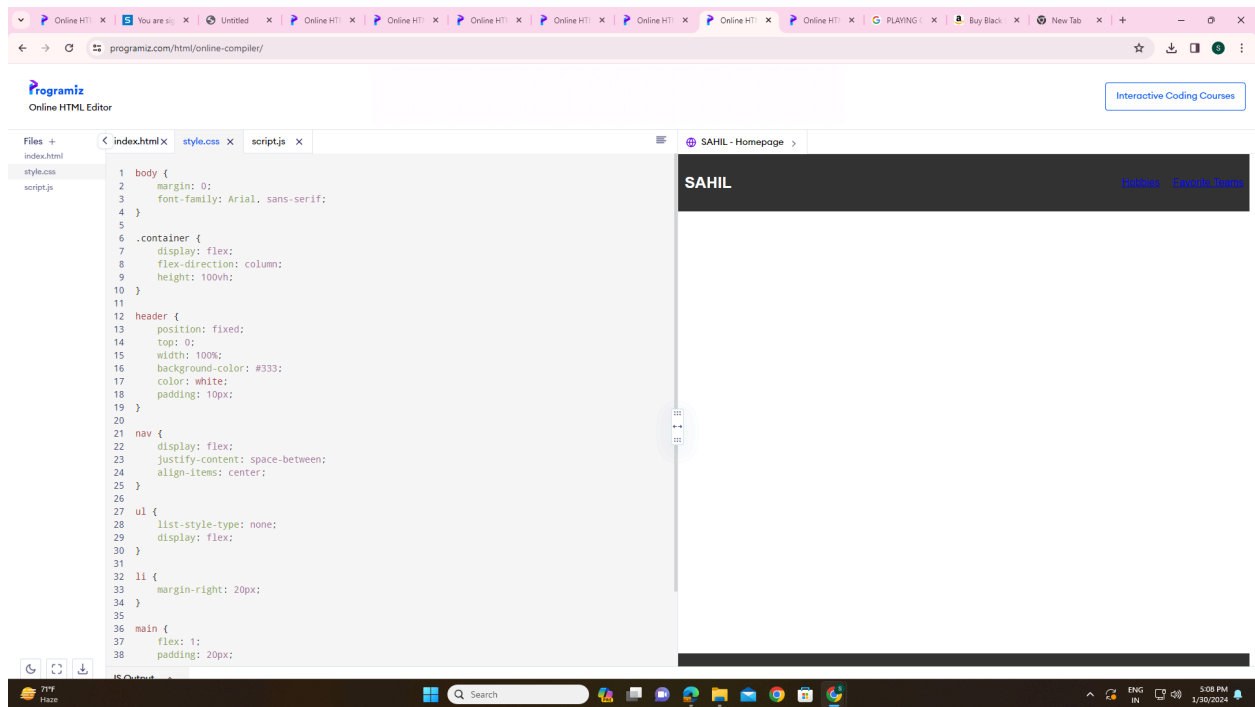 Online HT
You are sig
Untitled
Online HT
Online HT
Online HT
Online HT
Online HT
Online HT
Online HT
PLAYING C
Buy Black
New Tab
programiz.com/html/online-compiler/
Programiz
Online HTML Editor
Interactive Coding Courses
Files +
index.html
style.css
script.js
index.html
style.css
script.js
SAHIL - Homepage
1 body {
2 margin: 0;
3 font-family: Arial, sans-serif;
4 }
5
6 .container {
7 display: flex;
8 flex-direction: column;
9 height: 100vh;
10 }
11
12 header {
13 position: fixed;
14 top: 0;
15 width: 100%;
16 background-color: #333;
17 color: white;
18 padding: 10px;
19 }
20
21 nav {
22 display: flex;
23 justify-content: space-between;
24 align-items: center;
25 }
26
27 ul {
28 list-style-type: none;
29 display: flex;
30 }
31
32 li {
33 margin-right: 20px;
34 }
35
36 main {
37 flex: 1;
38 padding: 20px;
JS Output
SAHIL
Hobbies Favorite Teams
71°F
Haze
Search
ENG
IN
5:08 PM
1/30/2024